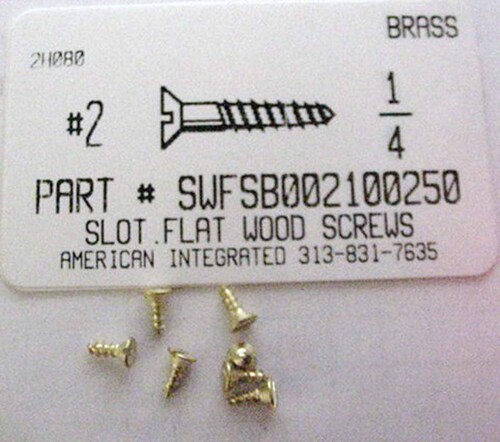 BRASS
2H080
#2 1/4
PART # SWFSB002100250
SLOT.FLAT WOOD SCREWS
AMERICAN INTEGRATED 313-831-7635